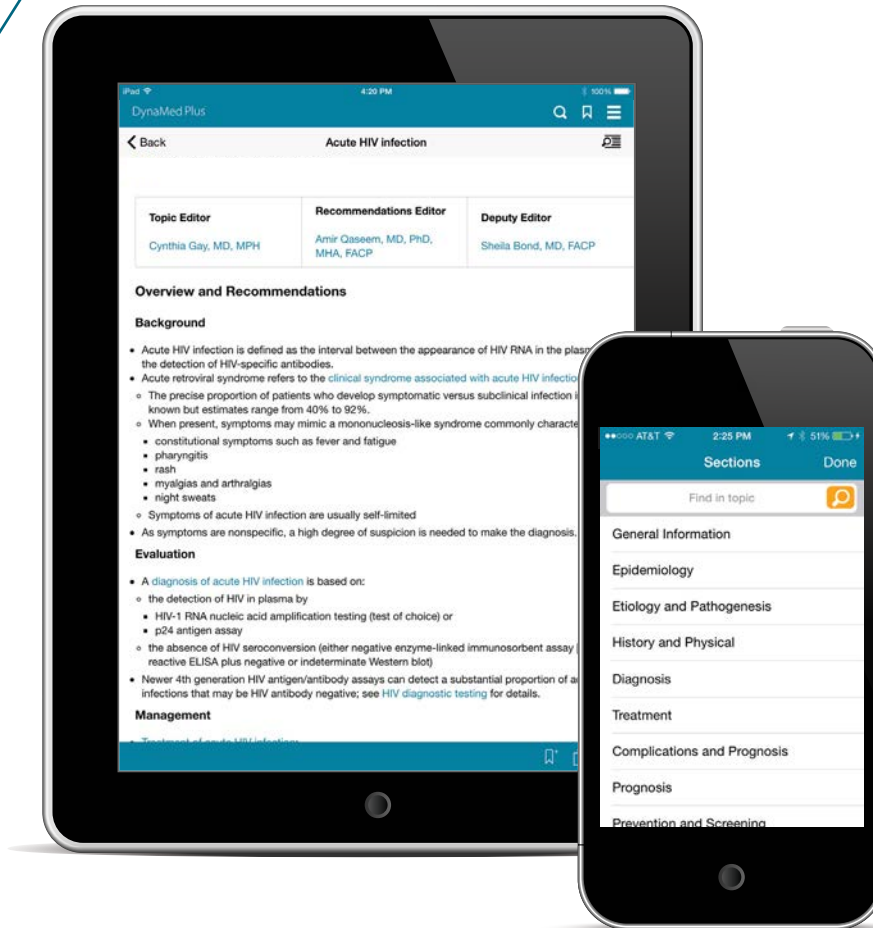 iPad 4:20 PM 100%
DynaMed Plus
Back Acute HIV infection
Topic Editor Recommendations Editor Deputy Editor
Cynthia Gay, MD, MPH Amir Qaseem, MD, PhD, MHA, FACP Sheila Bond, MD, FACP
Overview and Recommendations
Background
• Acute HIV infection is defined as the interval between the appearance of HIV RNA in the plas
the detection of HIV-specific antibodies.
• Acute retroviral syndrome refers to the clinical syndrome associated with acute HIV infectio
○ The precise proportion of patients who develop symptomatic versus subclinical infection i
known but estimates range from 40% to 92%.
○ When present, symptoms may mimic a mononucleosis-like syndrome commonly characte
▪ constitutional symptoms such as fever and fatigue
▪ pharyngitis
▪ rash
▪ myalgias and arthralgias
▪ night sweats
○ Symptoms of acute HIV infection are usually self-limited
• As symptoms are nonspecific, a high degree of suspicion is needed to make the diagnosis.
Evaluation
• A diagnosis of acute HIV infection is based on:
○ the detection of HIV in plasma by
▪ HIV-1 RNA nucleic acid amplification testing (test of choice) or
▪ p24 antigen assay
○ the absence of HIV seroconversion (either negative enzyme-linked immunosorbent assay
reactive ELISA plus negative or indeterminate Western blot)
• Newer 4th generation HIV antigen/antibody assays can detect a substantial proportion of a
infections that may be HIV antibody negative; see HIV diagnostic testing for details.
Management
• Treatment of acute HIV infection:
AT&T 2:25 PM 51%
Sections Done
Find in topic
General Information
Epidemiology
Etiology and Pathogenesis
History and Physical
Diagnosis
Treatment
Complications and Prognosis
Prognosis
Prevention and Screening